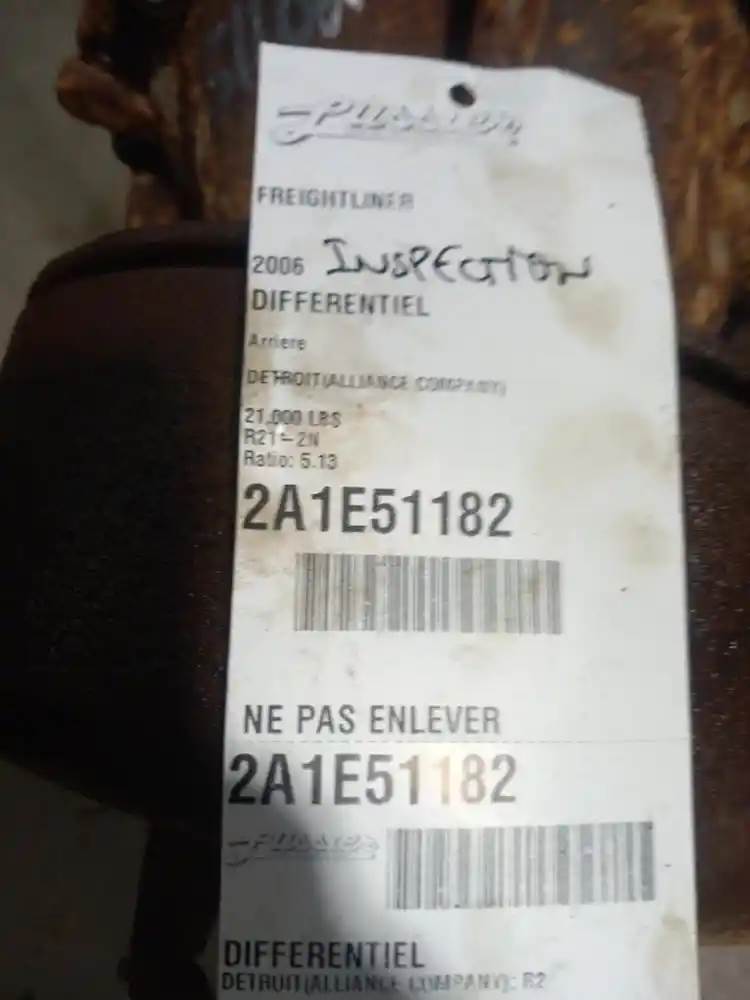 FREIGHTLINER
2006 INSPECTION
DIFFERENTIEL
Arriere
DETROIT(ALLIANCE COMPANY)
21,000 LBS
R21-2N
Ratio: 5.13
2A1E51182
NE PAS ENLEVER
2A1E51182
DIFFERENTIEL
DETROIT(ALLIANCE COMPANY): R2